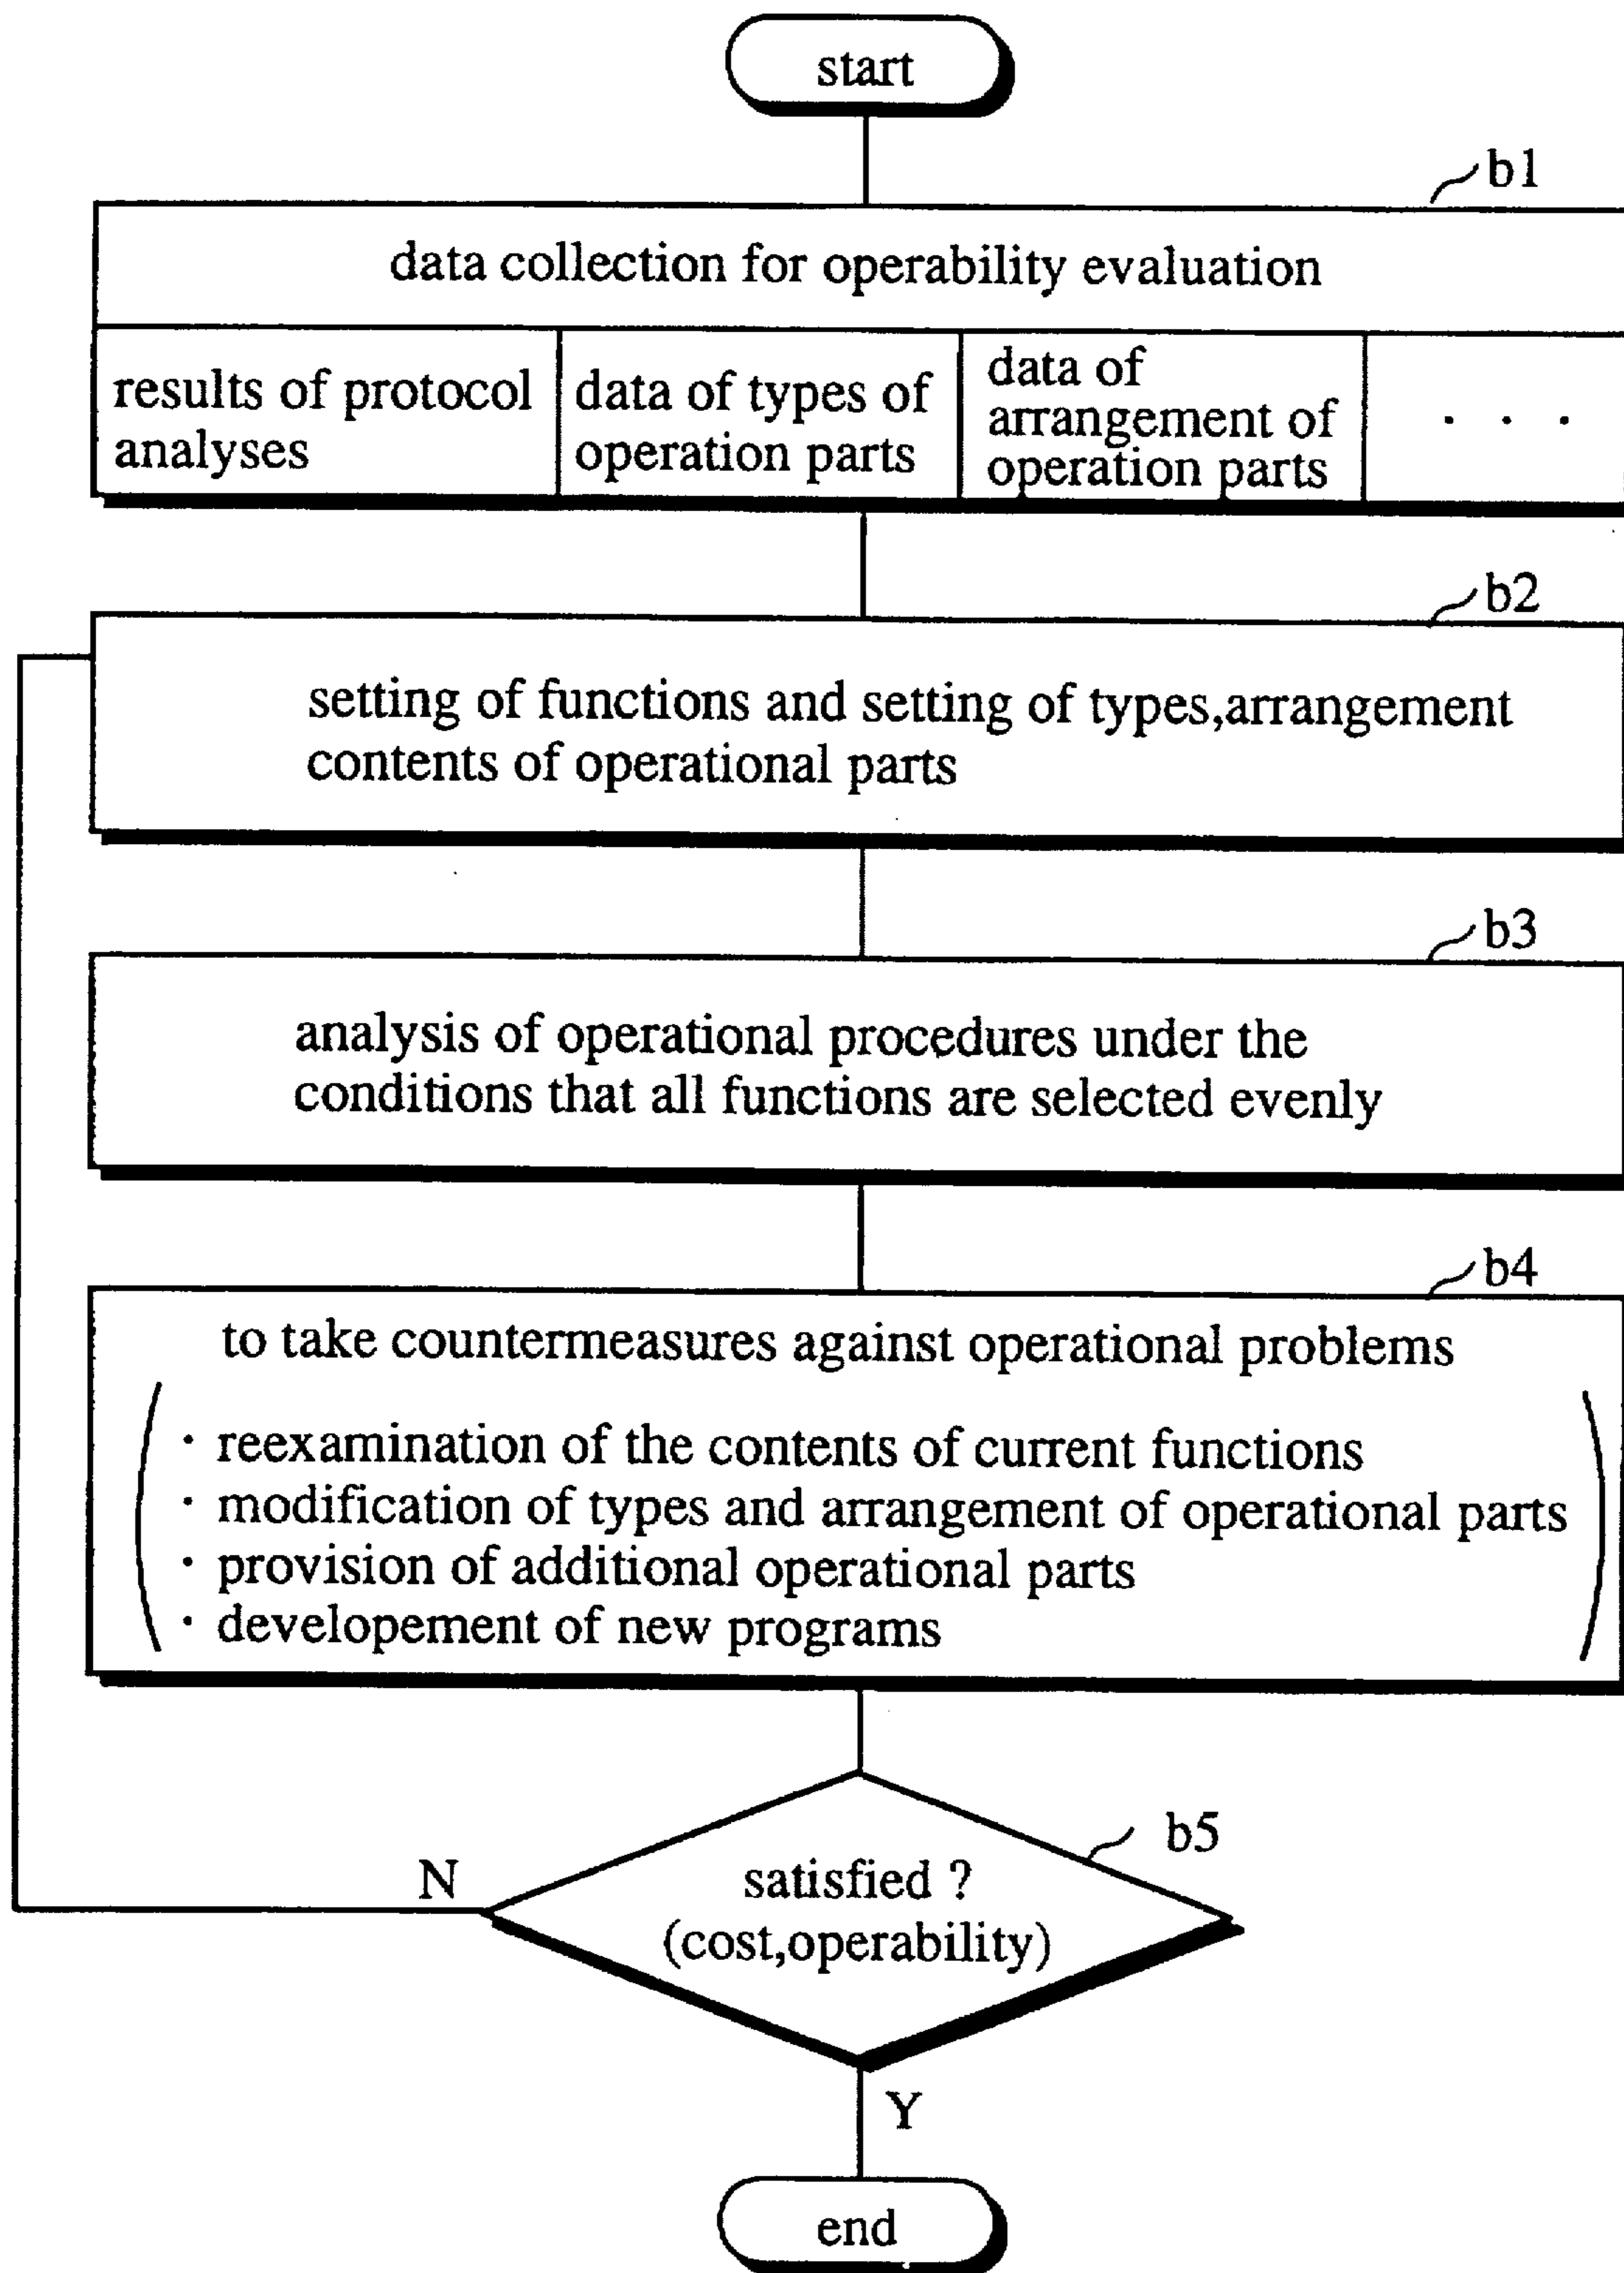 start
b1
data collection for operability evaluation
results of protocol
analyses
data of types of
operation parts
data of
arrangement of
operation parts
. . .
b2
setting of functions and setting of types,arrangement
contents of operational parts
b3
analysis of operational procedures under the
conditions that all functions are selected evenly
b4
to take countermeasures against operational problems
· reexamination of the contents of current functions
· modification of types and arrangement of operational parts
· provision of additional operational parts
· developement of new programs
b5
N
satisfied ?
(cost,operability)
Y
end